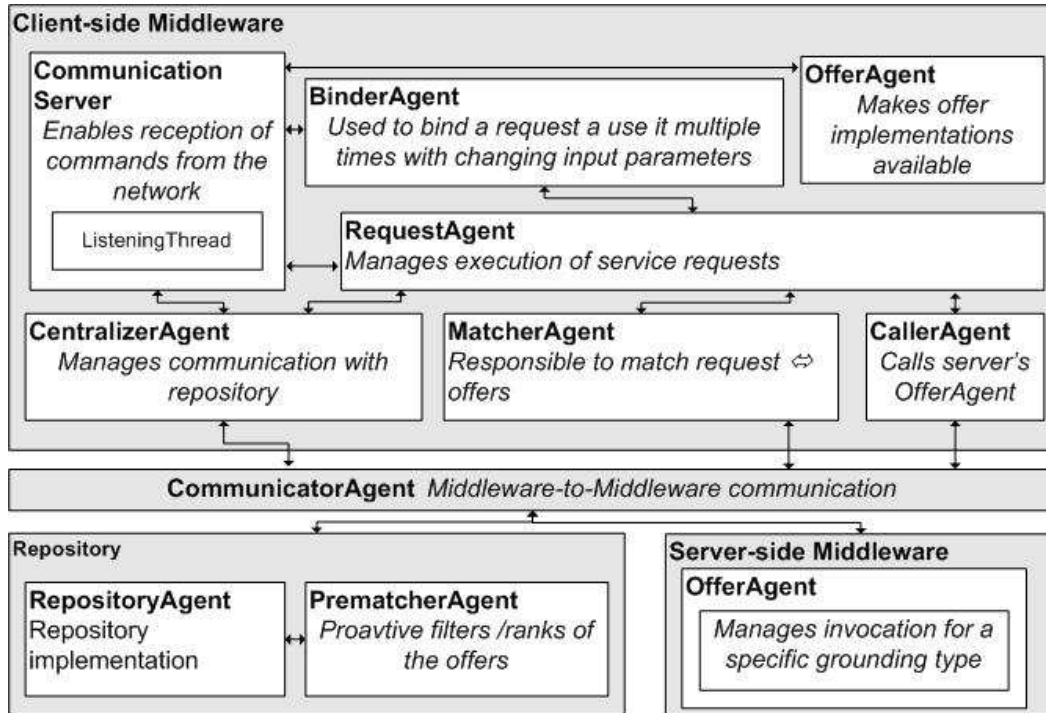 Client-side Middleware
Communication
Server
Enables reception of
commands from the
network
ListeningThread
BinderAgent
Used to bind a request a use it multiple
times with changing input parameters
OfferAgent
Makes offer
implementations
available
RequestAgent
Manages execution of service requests
CentralizerAgent
Manages communication with
repository
MatcherAgent
Responsible to match request ⇔
offers
CallerAgent
Calls server's
OfferAgent
CommunicatorAgent Middleware-to-Middleware communication
Repository
RepositoryAgent
Repository
implementation
PrematcherAgent
Proavtive filters /ranks of
the offers
Server-side Middleware
OfferAgent
Manages invocation for a
specific grounding type